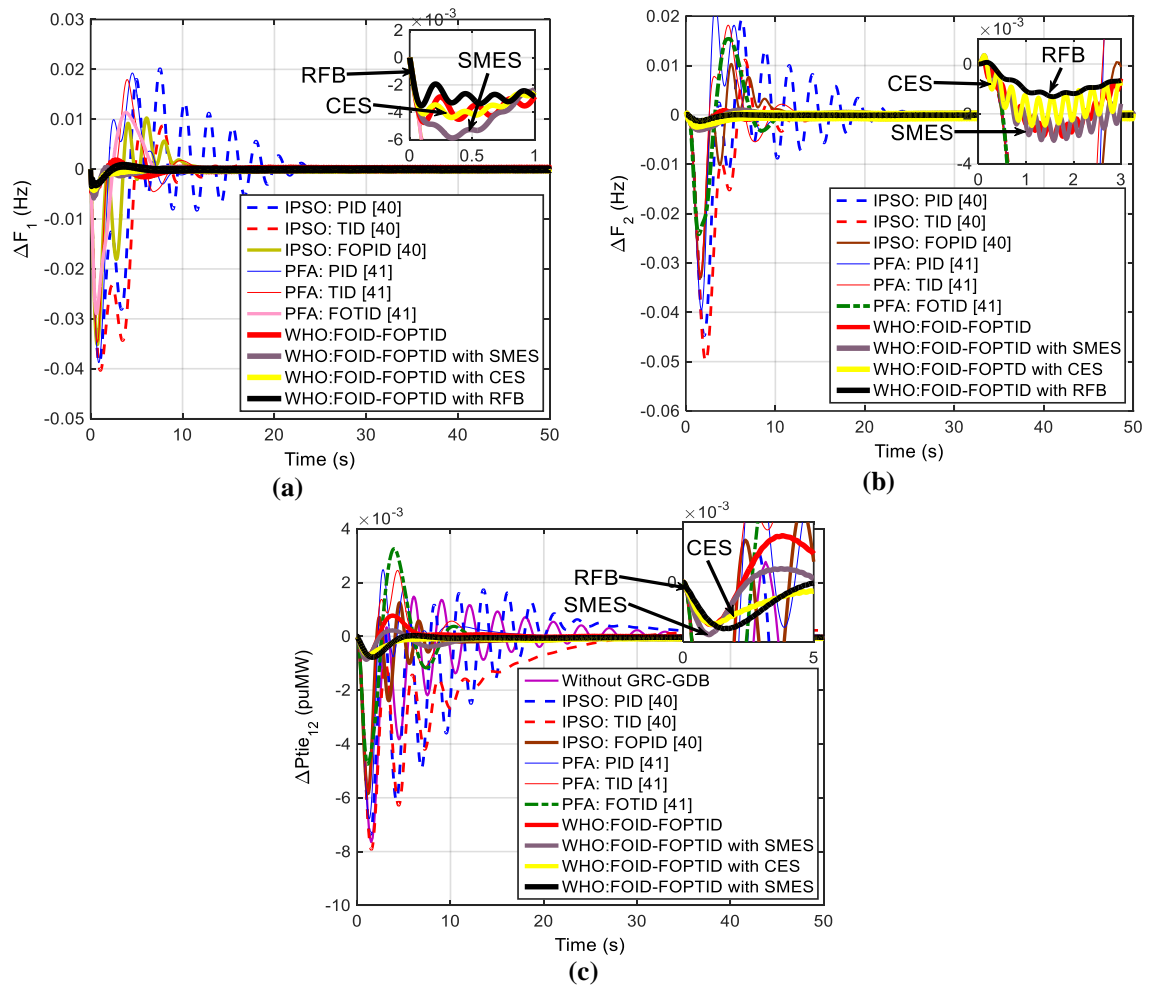 × 10⁻³
0.03
0.02
0.01
0
-0.01
-0.02
-0.03
-0.04
-0.05
ΔF₁ (Hz)
0
10
20
30
40
50
Time (s)
2
0
-2
-4
-6
0
0.5
1
RFB
SMES
CES
IPSO: PID [40]
IPSO: TID [40]
IPSO: FOPID [40]
PFA: PID [41]
PFA: TID [41]
PFA: FOTID [41]
WHO:FOID-FOPTID
WHO:FOID-FOPTID with SMES
WHO:FOID-FOPTID with CES
WHO:FOID-FOPTID with RFB
(a)
0.02
0.01
0
-0.01
-0.02
-0.03
-0.04
-0.05
-0.06
ΔF₂ (Hz)
0
10
20
30
40
50
Time (s)
× 10⁻³
0
-2
-4
0
1
2
3
RFB
CES
SMES
IPSO: PID [40]
IPSO: TID [40]
IPSO: FOPID [40]
PFA: PID [41]
PFA: TID [41]
PFA: FOTID [41]
WHO:FOID-FOPTID
WHO:FOID-FOPTID with SMES
WHO:FOID-FOPTD with CES
WHO:FOID-FOPTID with RFB
(b)
× 10⁻³
4
2
0
-2
-4
-6
-8
-10
ΔPtie₁₂ (puMW)
0
10
20
30
40
50
Time (s)
× 10⁻³
0
0
5
CES
RFB
SMES
Without GRC-GDB
IPSO: PID [40]
IPSO: TID [40]
IPSO: FOPID [40]
PFA: PID [41]
PFA: TID [41]
PFA: FOTID [41]
WHO:FOID-FOPTID
WHO:FOID-FOPTID with SMES
WHO:FOID-FOPTID with CES
WHO:FOID-FOPTID with SMES
(c)